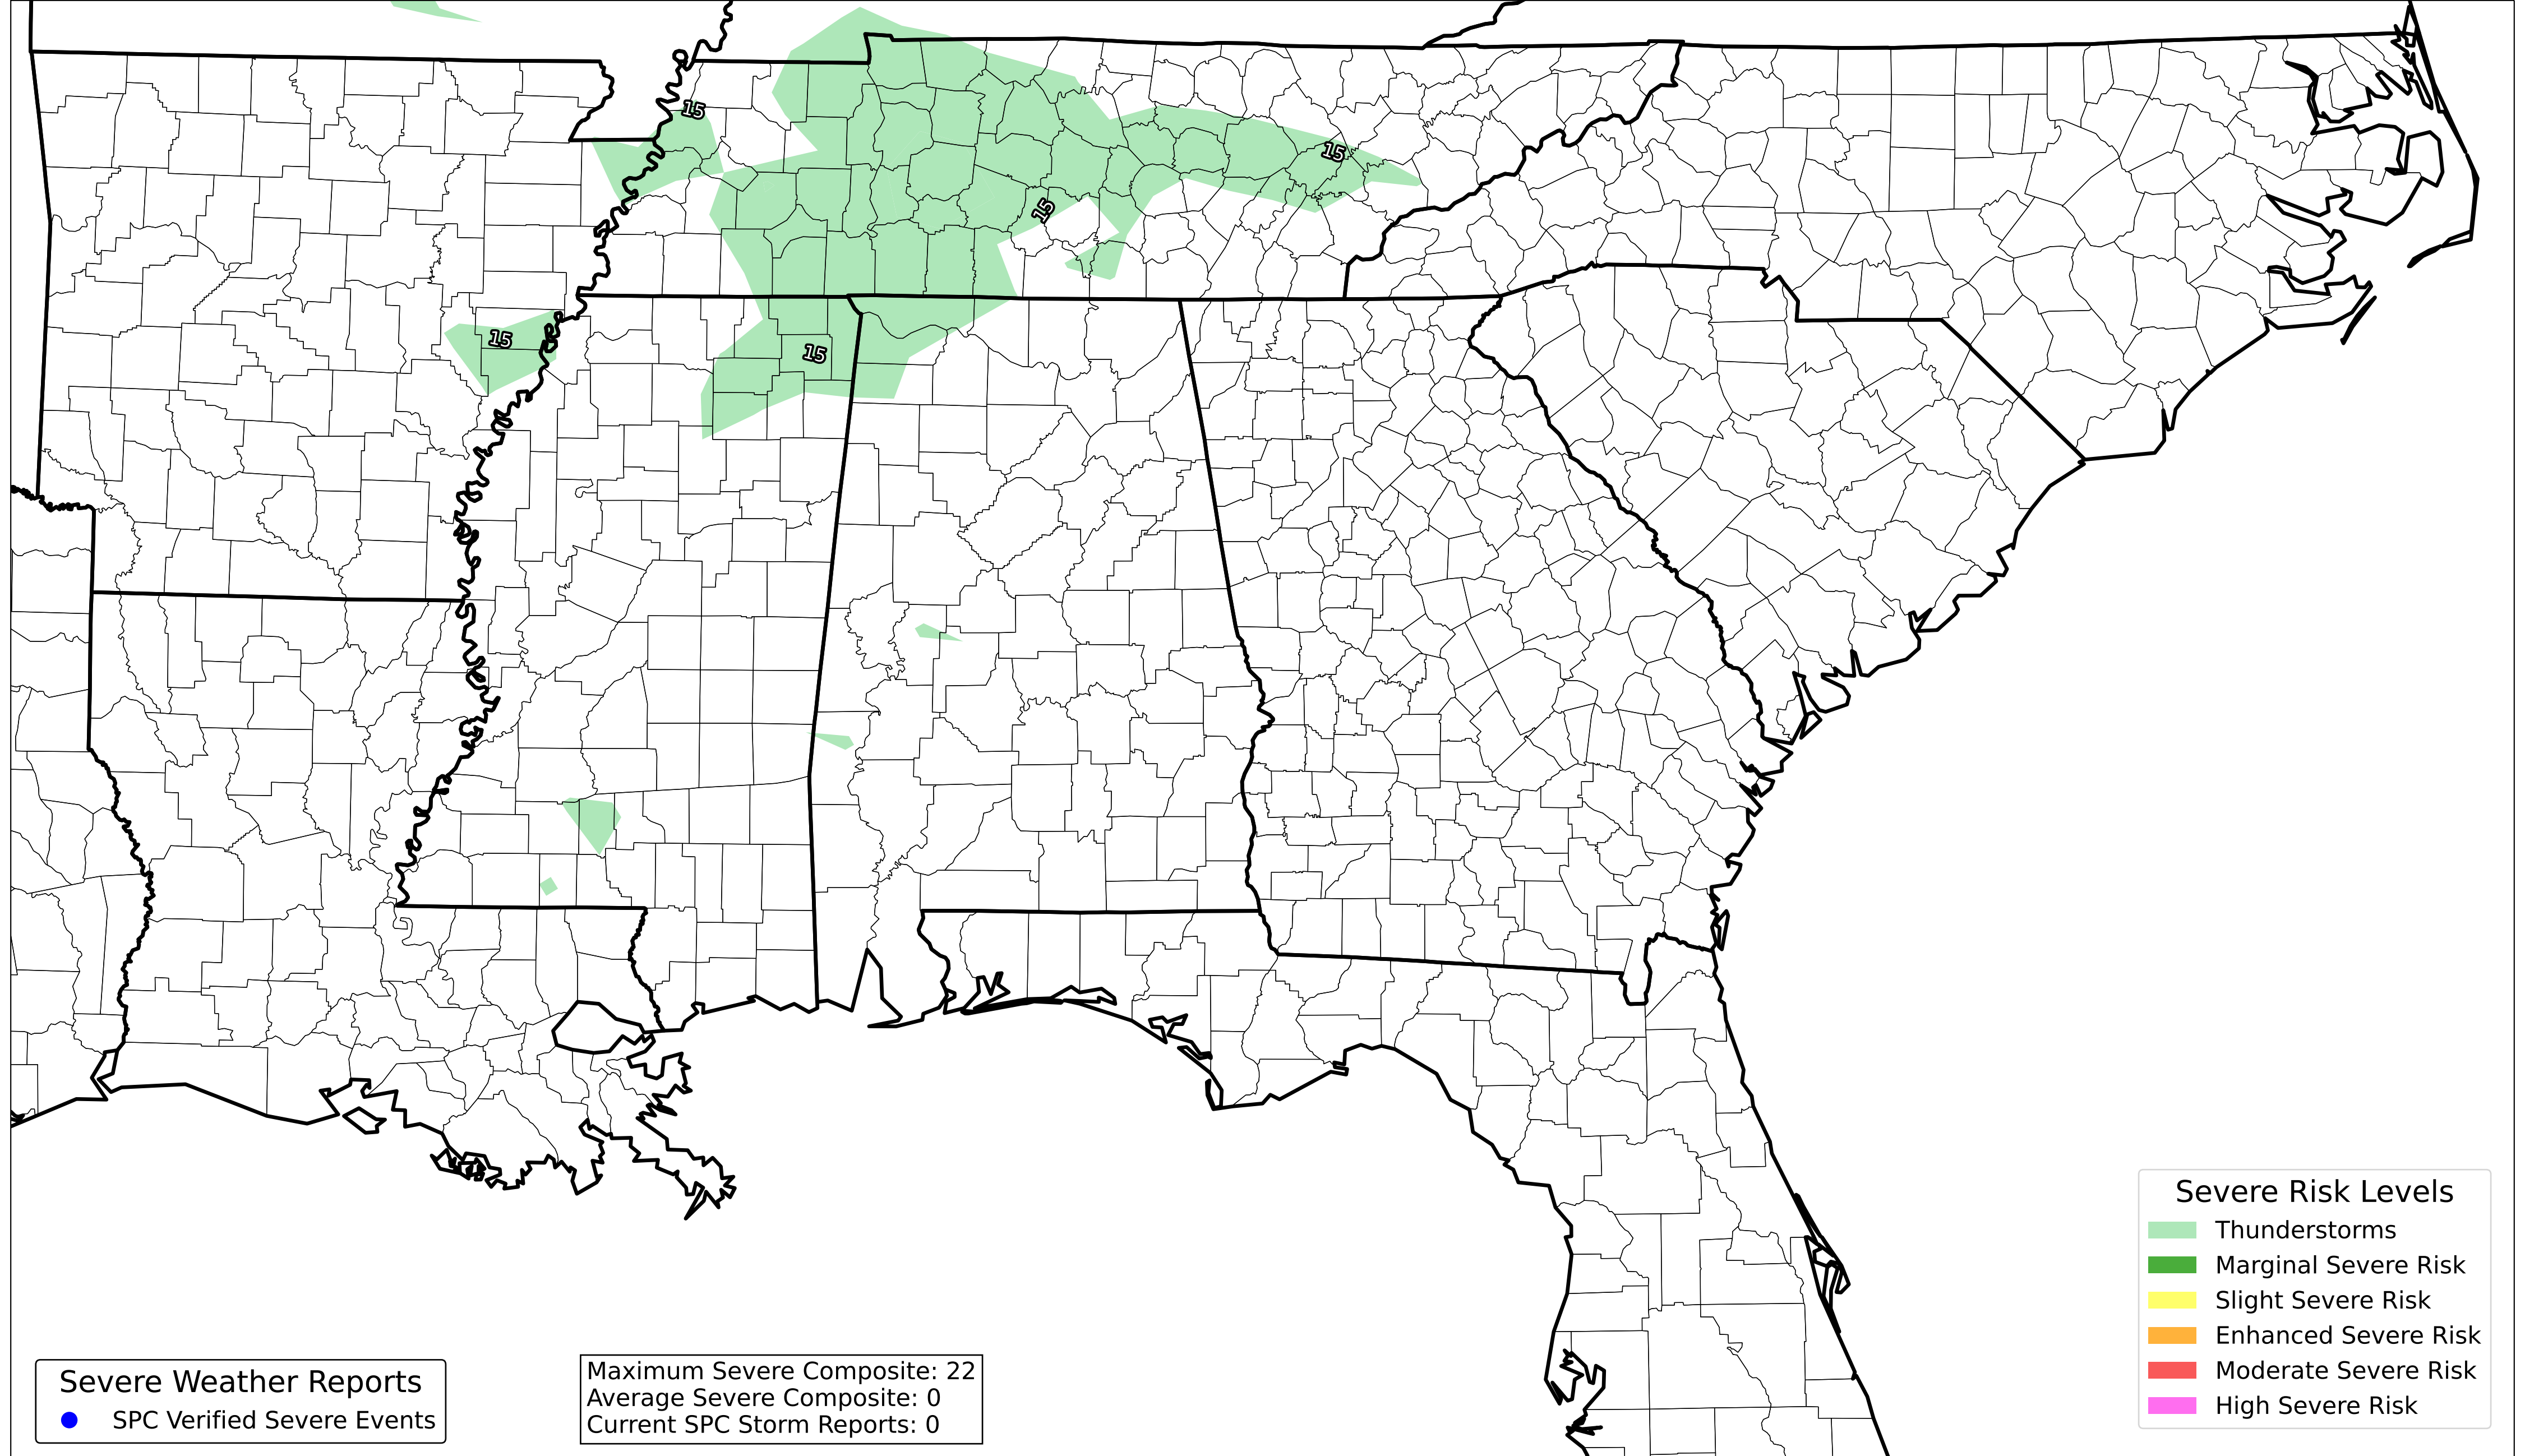 15
15
15
15
15
Severe Risk Levels
Thunderstorms
Marginal Severe Risk
Slight Severe Risk
Enhanced Severe Risk
Moderate Severe Risk
High Severe Risk
Severe Weather Reports
SPC Verified Severe Events
Maximum Severe Composite: 22
Average Severe Composite: 0
Current SPC Storm Reports: 0